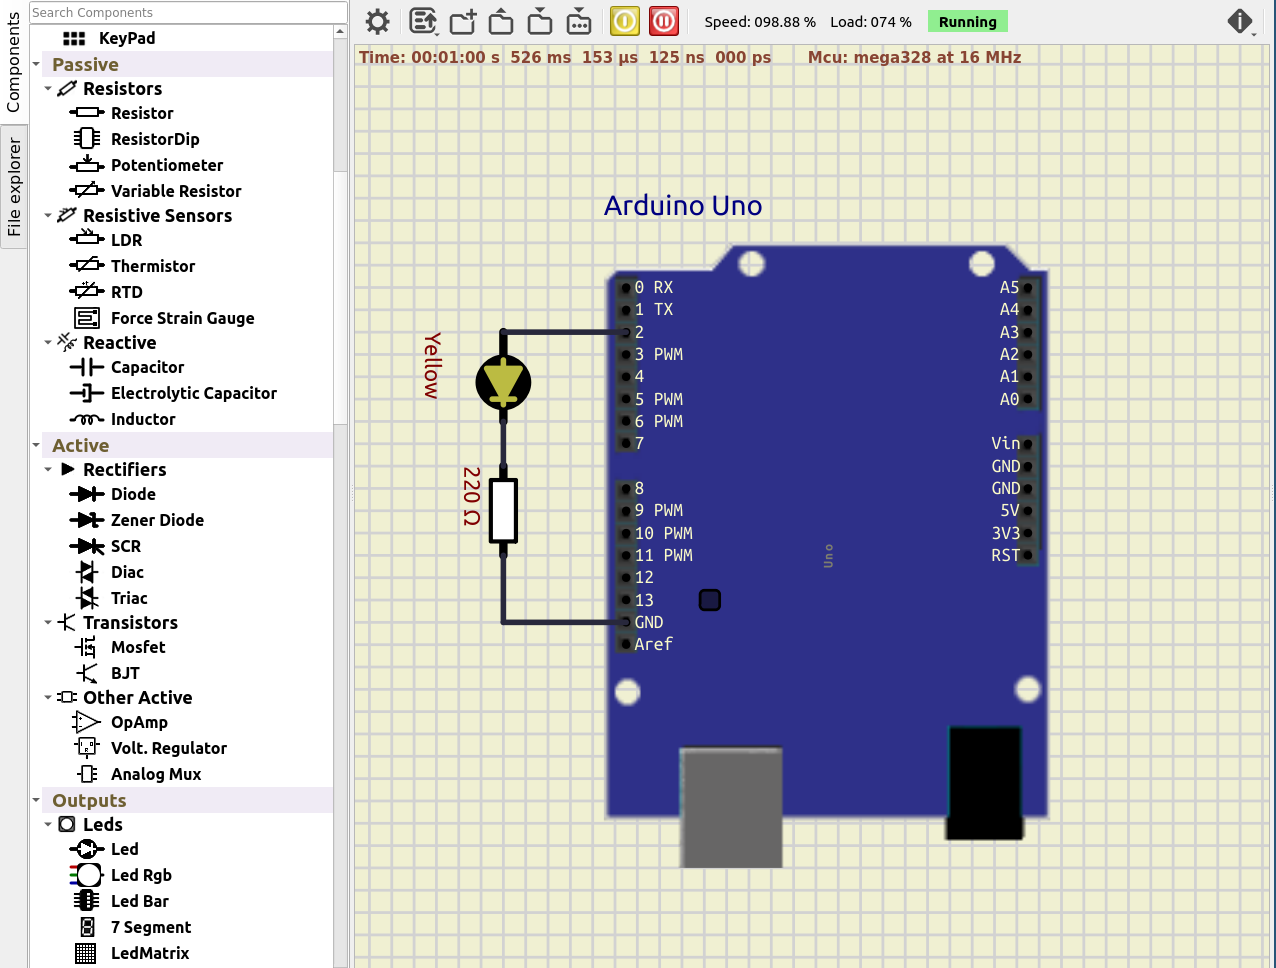 Components
File explorer
Search Components
KeyPad
Passive
Resistors
Resistor
ResistorDip
Potentiometer
Variable Resistor
Resistive Sensors
LDR
Thermistor
RTD
Force Strain Gauge
Reactive
Capacitor
Electrolytic Capacitor
Inductor
Active
Rectifiers
Diode
Zener Diode
SCR
Diac
Triac
Transistors
Mosfet
BJT
Other Active
OpAmp
Volt. Regulator
Analog Mux
Outputs
Leds
Led
Led Rgb
Led Bar
7 Segment
LedMatrix
Speed: 098.88 % Load: 074 % Running
Time: 00:01:00 s 526 ms 153 µs 125 ns 000 ps Mcu: mega328 at 16 MHz
Arduino Uno
Yellow
220 Ω
0 RX
1 TX
2
3 PWM
4
5 PWM
6 PWM
7
8
9 PWM
10 PWM
11 PWM
12
13
GND
Aref
Uno
A5
A4
A3
A2
A1
A0
Vin
GND
GND
5V
3V3
RST